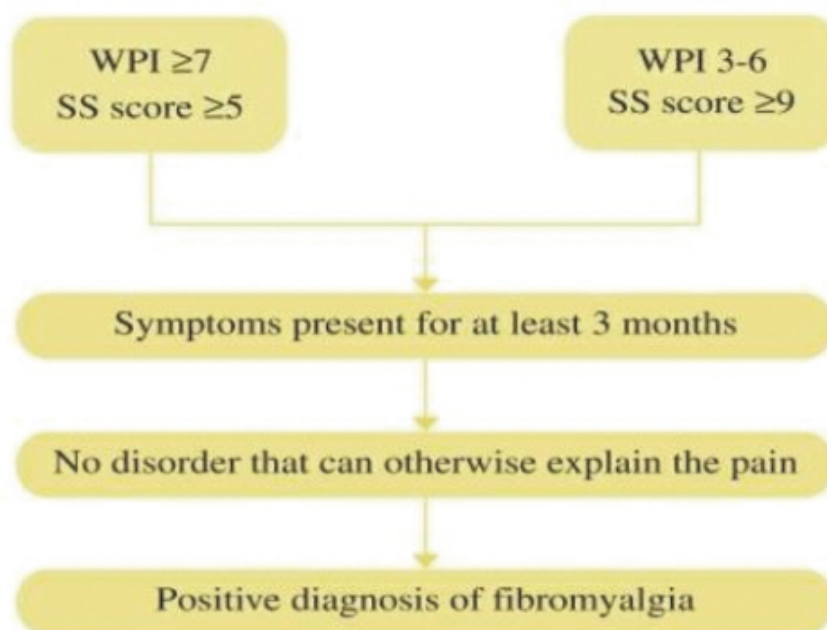 WPI ≥7
SS score ≥5
WPI 3-6
SS score ≥9
Symptoms present for at least 3 months
No disorder that can otherwise explain the pain
Positive diagnosis of fibromyalgia